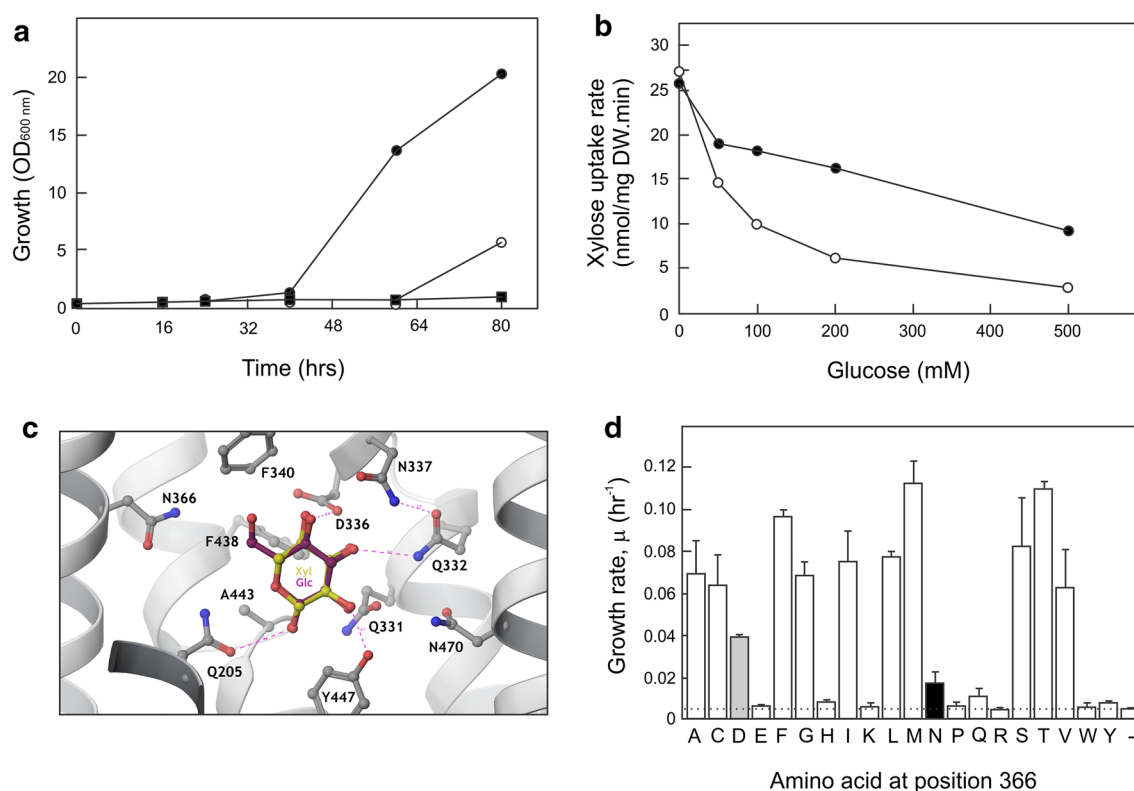 a
Growth (OD600 nm)
20
15
10
5
0
0 16 32 48 64 80
Time (hrs)
b
Xylose uptake rate
(nmol/mg DW.min)
30
25
20
15
10
5
0
0 100 200 300 400 500
Glucose (mM)
c
F340
N337
N366
D336
F438
Q332
Xyl
Glc
A443
Q331
N470
Q205
Y447
d
Growth rate, μ (hr-1)
0.12
0.10
0.08
0.06
0.04
0.02
0
A C D E F G H I K L M N P Q R S T V W Y -
Amino acid at position 366